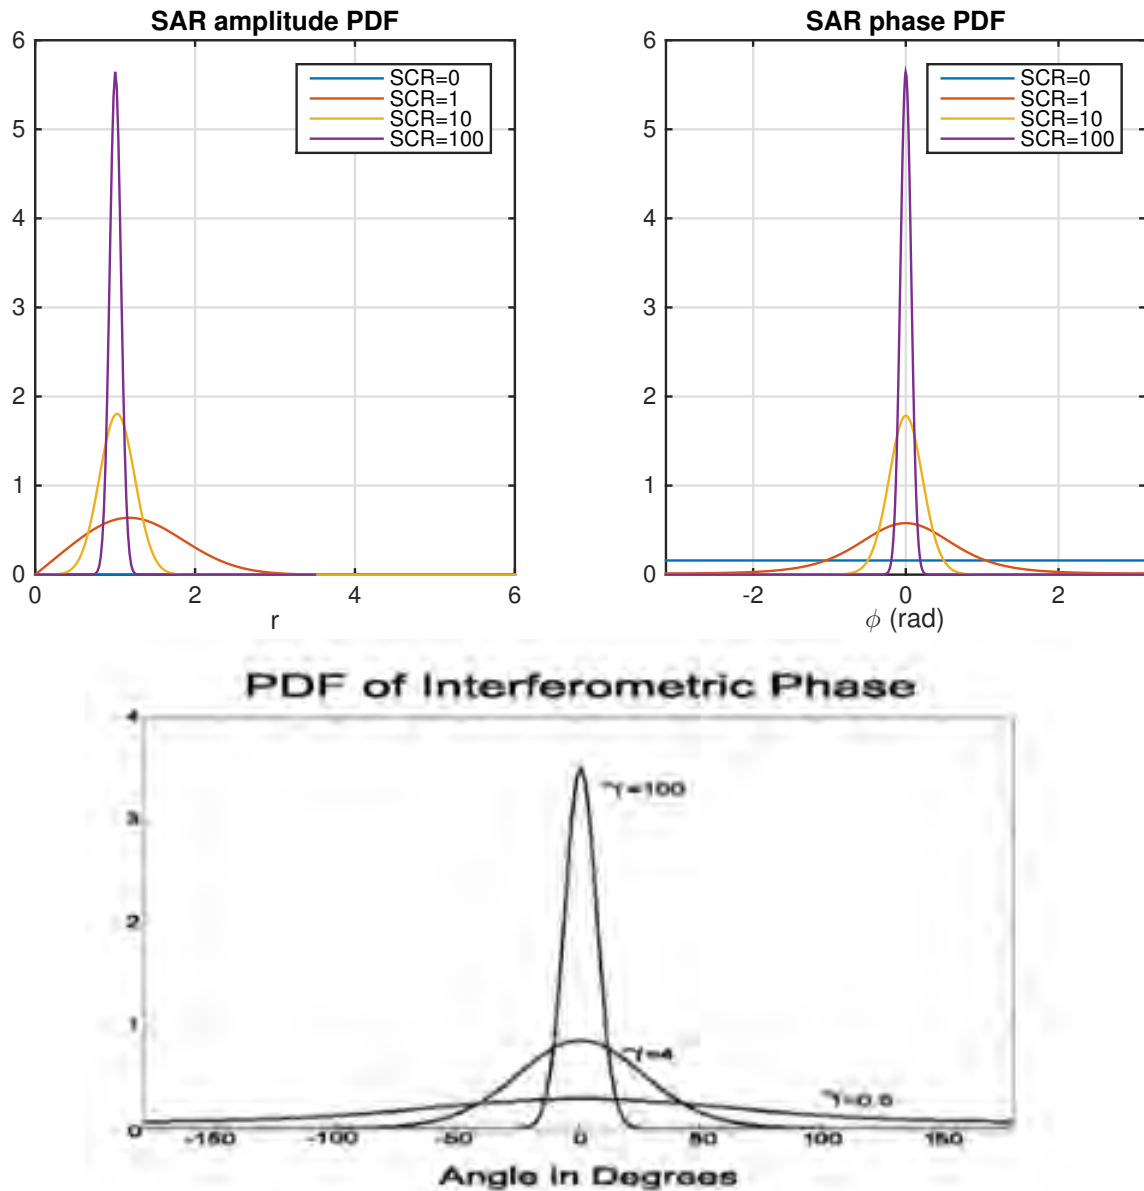 SAR amplitude PDF
6
5
4
3
2
1
0
0 2 4 6
r
SCR=0
SCR=1
SCR=10
SCR=100
SAR phase PDF
6
5
4
3
2
1
0
-2 0 2
ϕ (rad)
SCR=0
SCR=1
SCR=10
SCR=100
PDF of Interferometric Phase
4
3
2
1
0
γ=100
γ=4
-150 -100 -50 0 50 100 150
Angle in Degrees